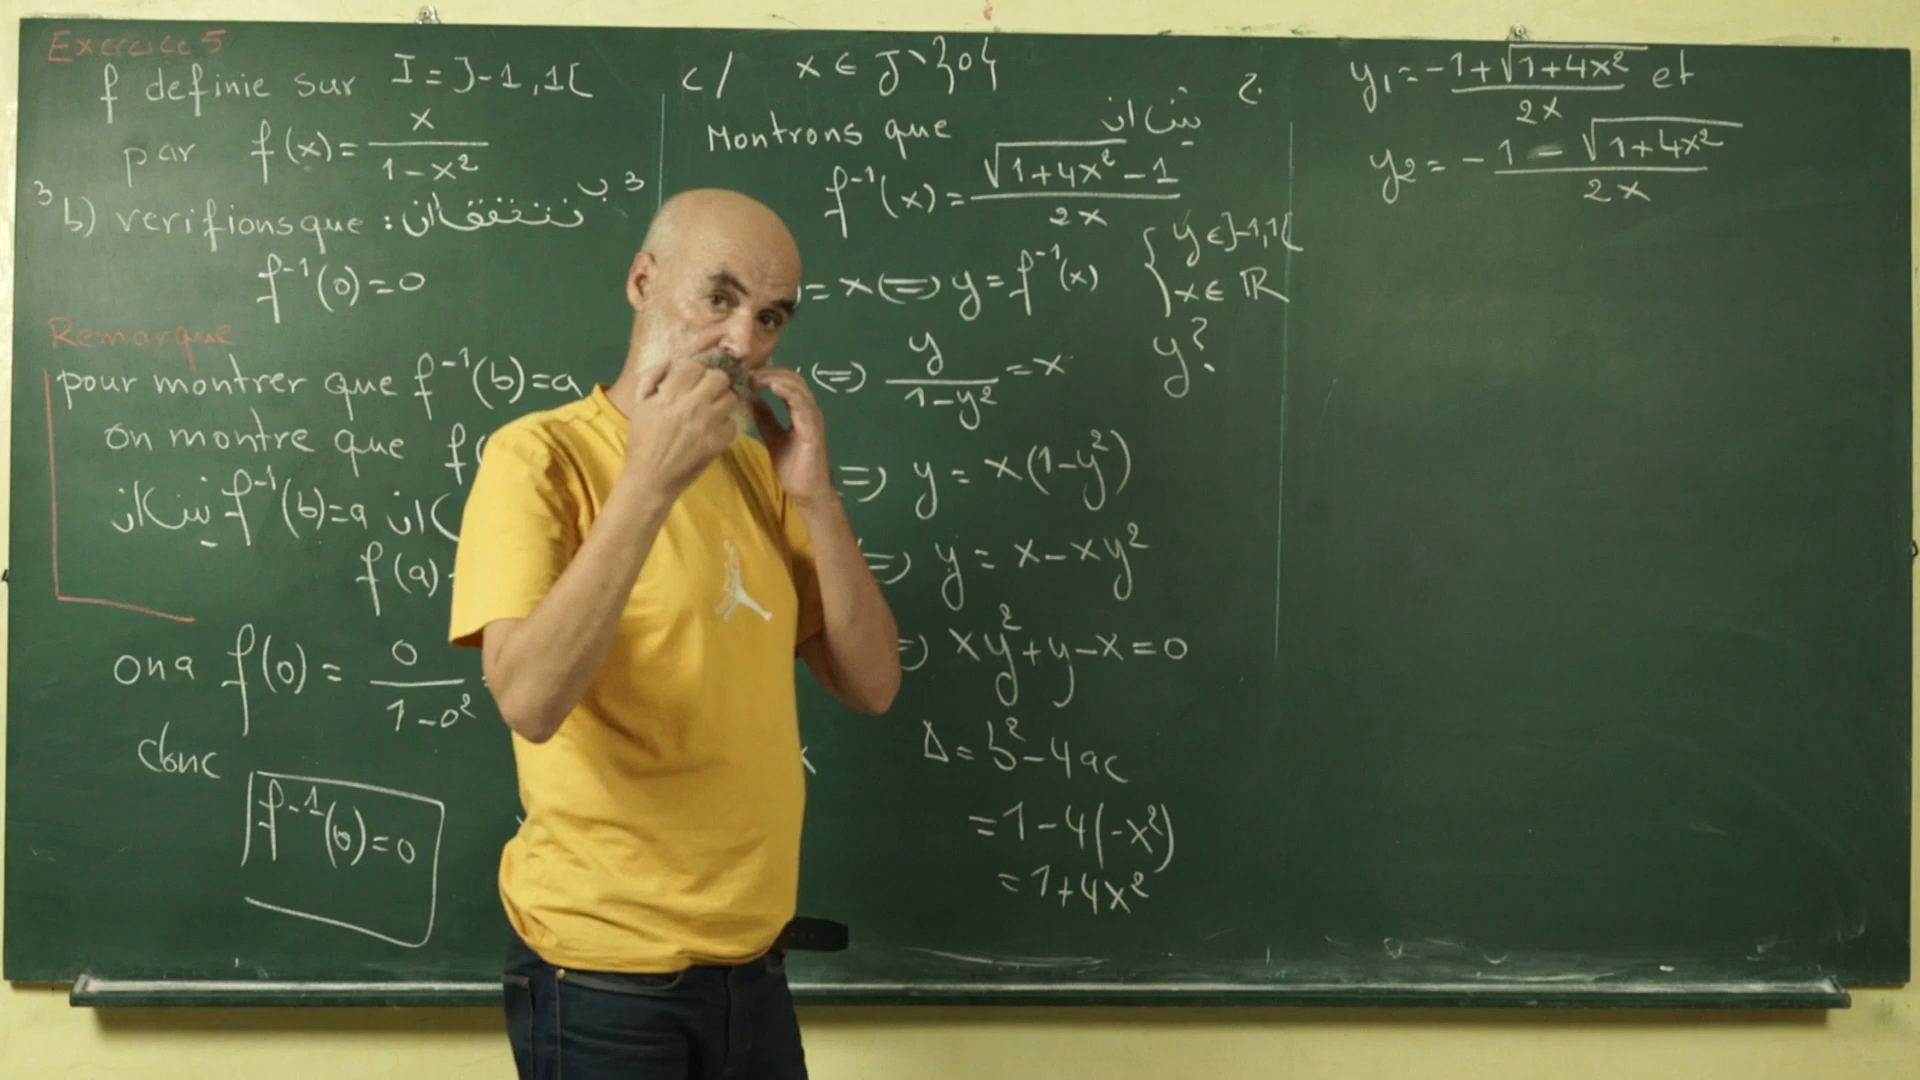 Exercice 5
f definie sur I = ]-1,1[
par f(x) = x / 1-x²
3 b) verifions que : نتحقق أن ب 3
f⁻¹(0) = 0
Remarque
pour montrer que f⁻¹(b)=a
on montre que f(
نبين أن f⁻¹(b)=a
f(a)
on a f(0) = 0 / 1-0²
donc
f⁻¹(0)=0
c/ x ∈ J\{0}
Montrons que نبين أن
f⁻¹(x) = √(1+4x²) -1 / 2x
= x ⇔ y = f⁻¹(x) { y ∈ ]-1,1[
x ∈ ℝ
⇔ y / 1-y² = x y?
⇔ y = x(1-y²)
⇔ y = x-xy²
⇔ xy²+y-x=0
Δ = b²-4ac
= 1-4(-x²)
= 1+4x²
y₁ = -1+√(1+4x²) / 2x et
y₂ = -1-√(1+4x²) / 2x